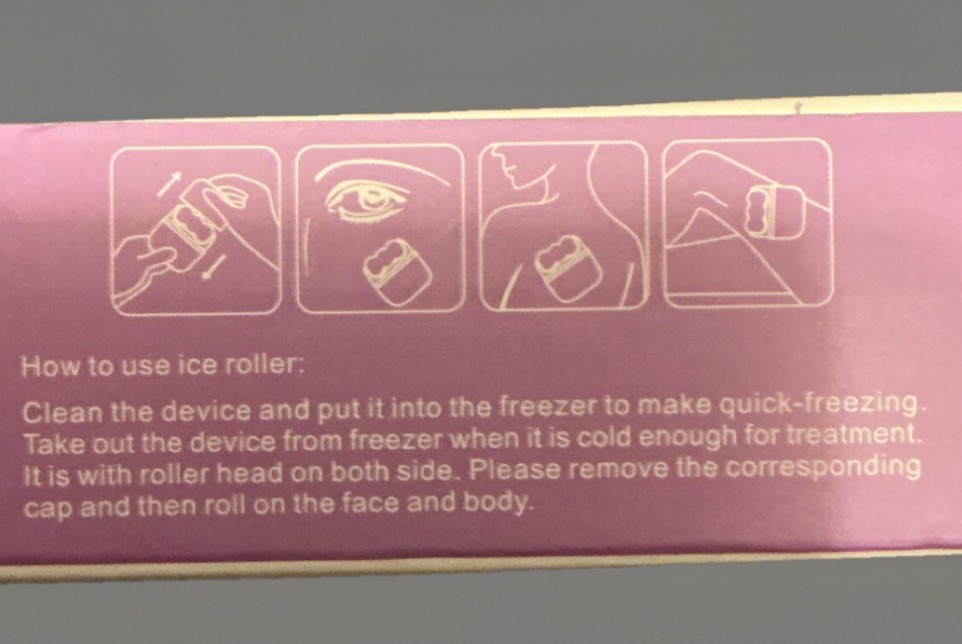 How to use ice roller:
Clean the device and put it into the freezer to make quick-freezing.
Take out the device from freezer when it is cold enough for treatment.
It is with roller head on both side. Please remove the corresponding
cap and then roll on the face and body.